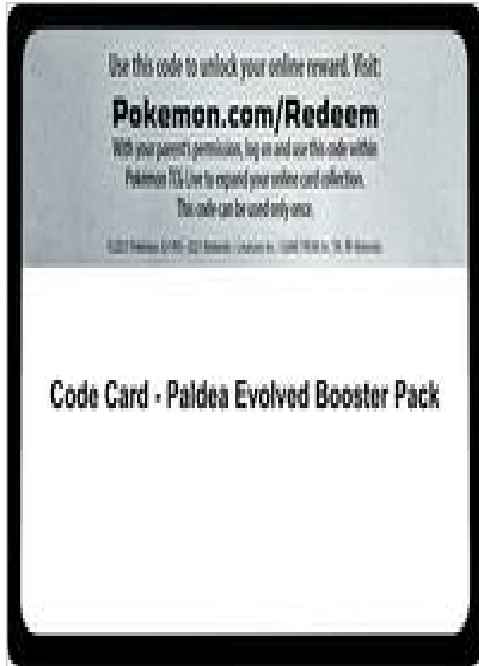 Use this code to unlock your online reward. Visit:
Pokemon.com/Redeem
With your parent's permission, log on and use this code within
Pokémon TCG Live to expand your online card collection.
This code can be used only once.
Code Card - Paldea Evolved Booster Pack